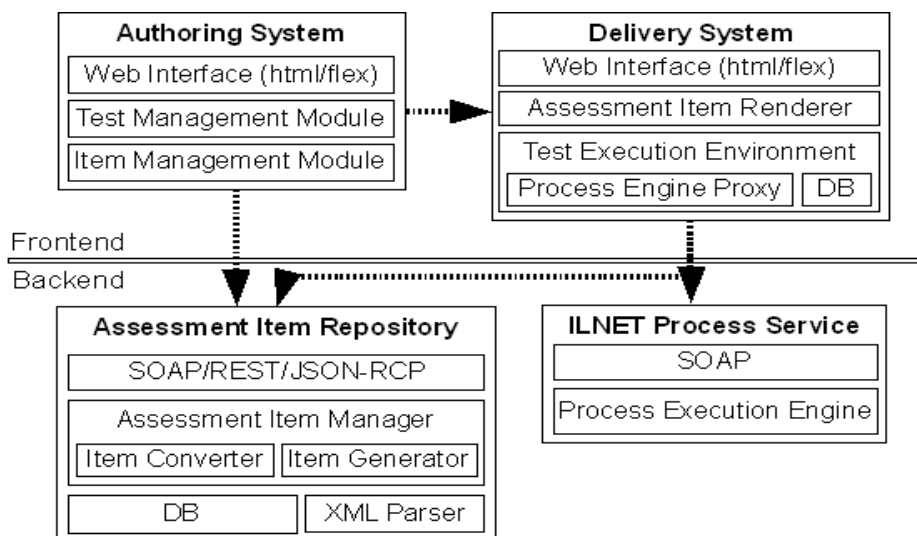 Authoring System
Web Interface (html/flex)
Test Management Module
Item Management Module
Delivery System
Web Interface (html/flex)
Assessment Item Renderer
Test Execution Environment
Process Engine Proxy
DB
Frontend
Backend
Assessment Item Repository
SOAP/REST/JSON-RCP
Assessment Item Manager
Item Converter
Item Generator
DB
XML Parser
ILNET Process Service
SOAP
Process Execution Engine